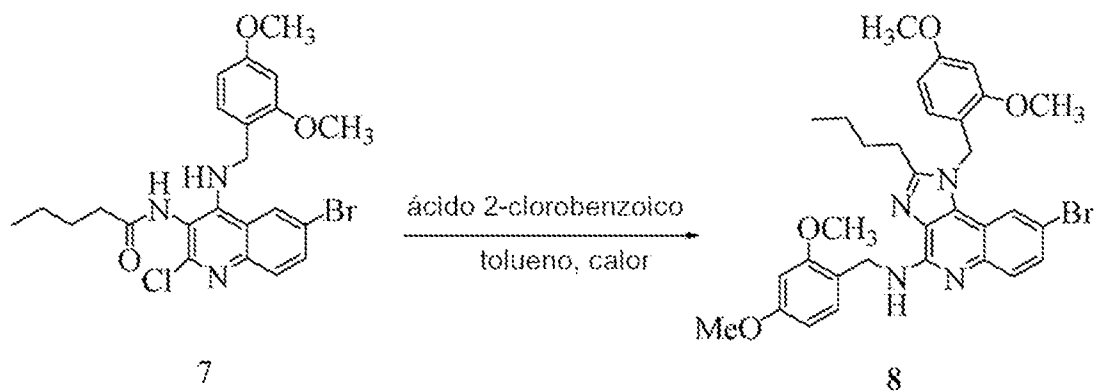 OCH3
OCH3
HN
H
N
O
Cl
N
Br
7
ácido 2-clorobenzoico
tolueno, calor
H3CO
OCH3
N
N
Br
OCH3
N
H
N
MeO
8